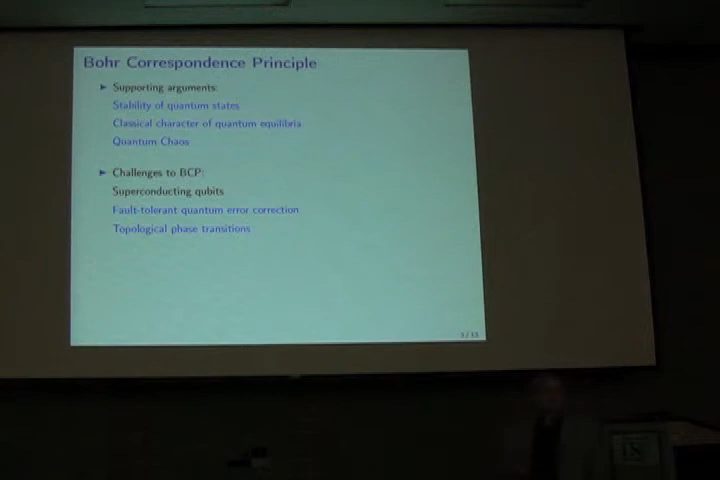 Bohr Correspondence Principle
Supporting arguments:
Stability of quantum states
Classical character of quantum equilibria
Quantum Chaos
Challenges to BCP:
Superconducting qubits
Fault-tolerant quantum error correction
Topological phase transitions